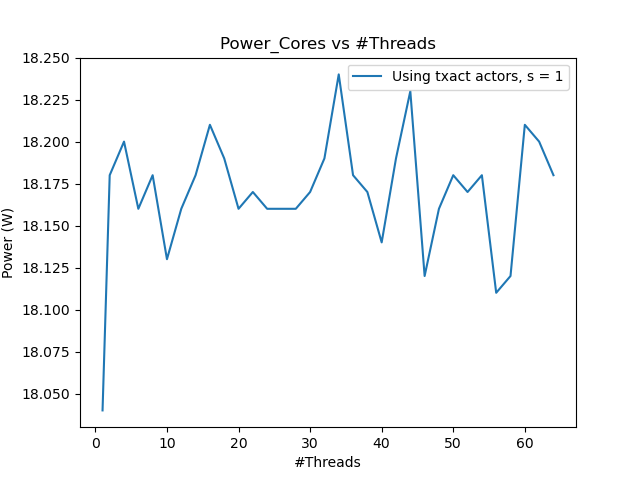 Power_Cores vs #Threads
Using txact actors, s = 1
18.250
18.225
18.200
18.175
18.150
18.125
18.100
18.075
18.050
Power (W)
0 10 20 30 40 50 60
#Threads